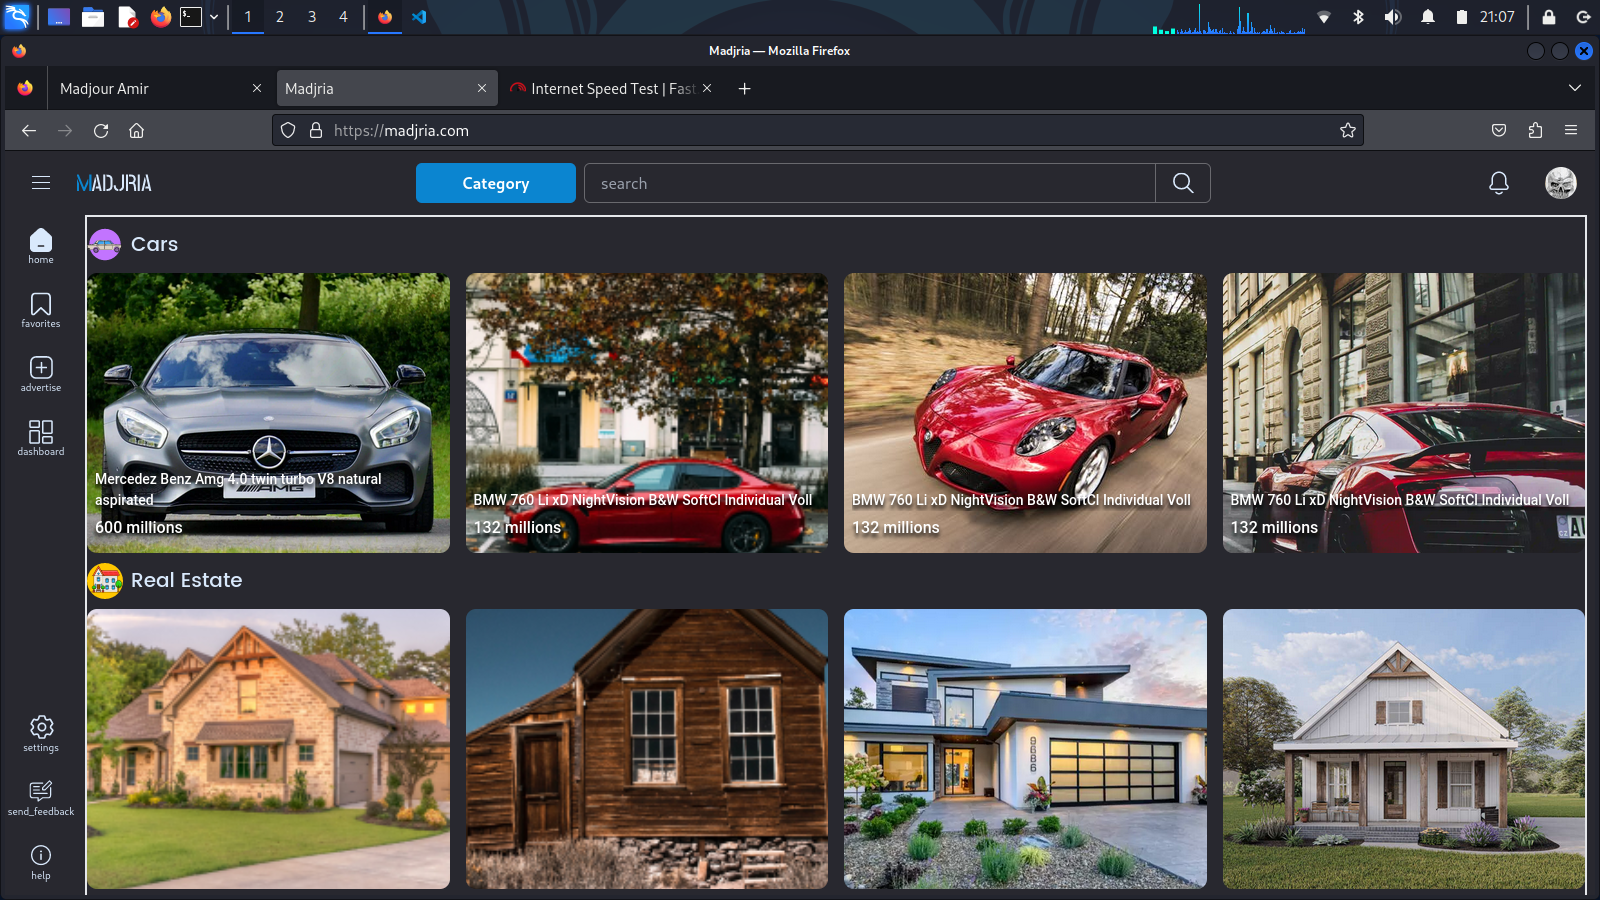 1 2 3 4
21:07
Madjria — Mozilla Firefox
Madjour Amir
Madjria
Internet Speed Test | Fast
https://madjria.com
MADJRIA
Category
search
home
favorites
advertise
dashboard
settings
send_feedback
help
Cars
Mercedez Benz Amg 4.0 twin turbo V8 natural
aspirated
600 millions
AMG
BMW 760 Li xD NightVision B&W SoftCl Individual Voll
132 millions
BMW 760 Li xD NightVision B&W SoftCl Individual Voll
132 millions
BMW 760 Li xD NightVision B&W SoftCl Individual Voll
132 millions
Real Estate
9686